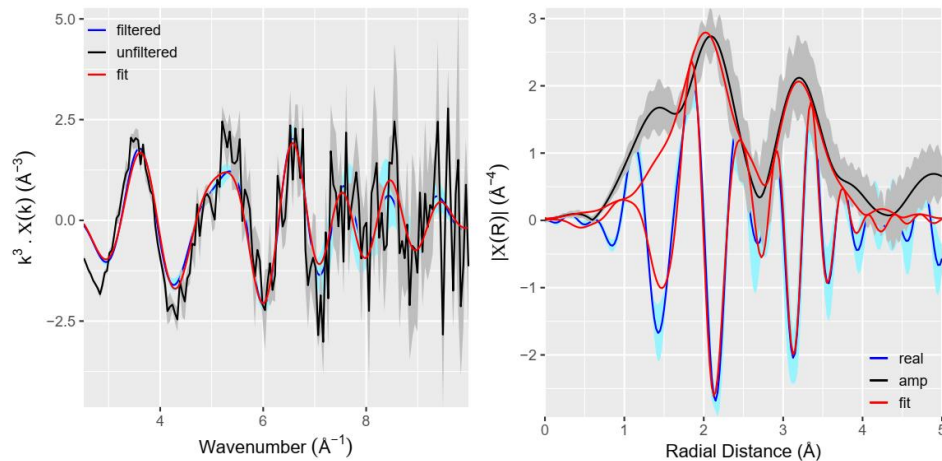 5.0
2.5
0.0
−2.5
k³ . X(k) (Å⁻³)
filtered
unfiltered
fit
4
6
8
Wavenumber (Å⁻¹)
3
2
1
0
−1
−2
|X(R)| (Å⁻⁴)
real
amp
fit
0
1
2
3
4
5
Radial Distance (Å)